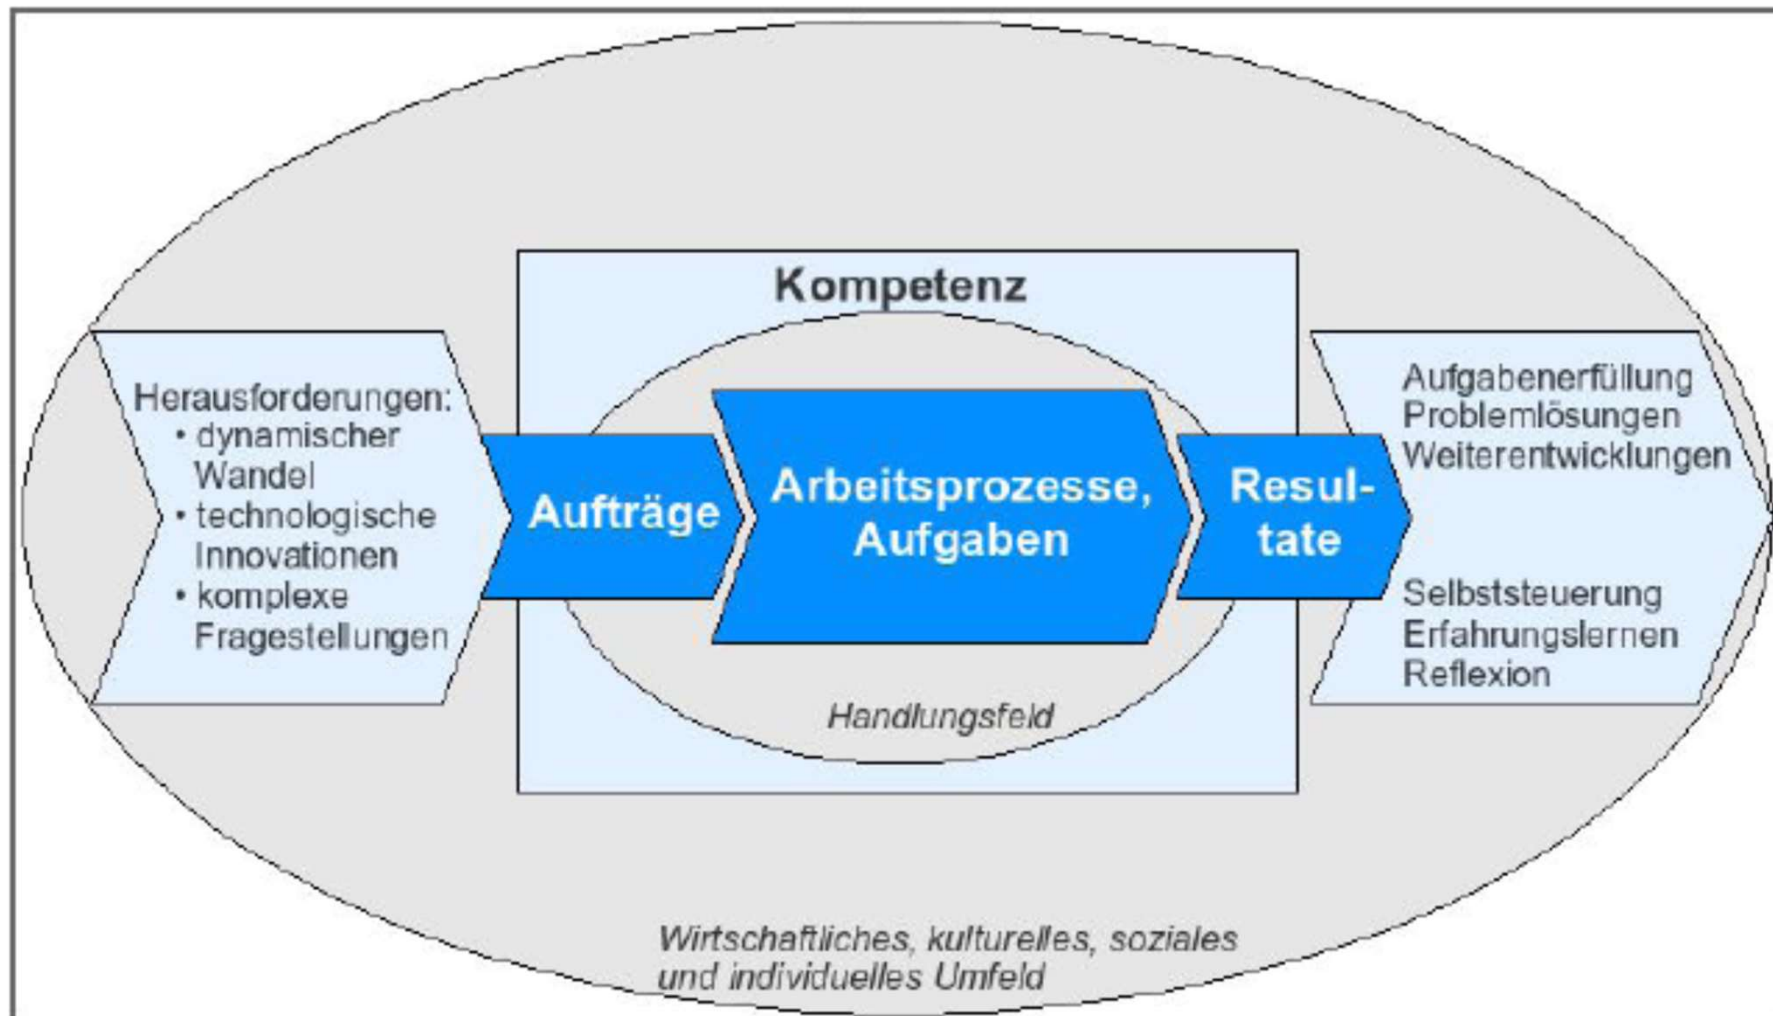 Kompetenz
Herausforderungen:
• dynamischer
Wandel
• technologische
Innovationen
• komplexe
Fragestellungen
Aufträge
Arbeitsprozesse,
Aufgaben
Resul-
tate
Aufgabenerfüllung
Problemlösungen
Weiterentwicklungen
Selbststeuerung
Erfahrungslernen
Reflexion
Handlungsfeld
Wirtschaftliches, kulturelles, soziales
und individuelles Umfeld